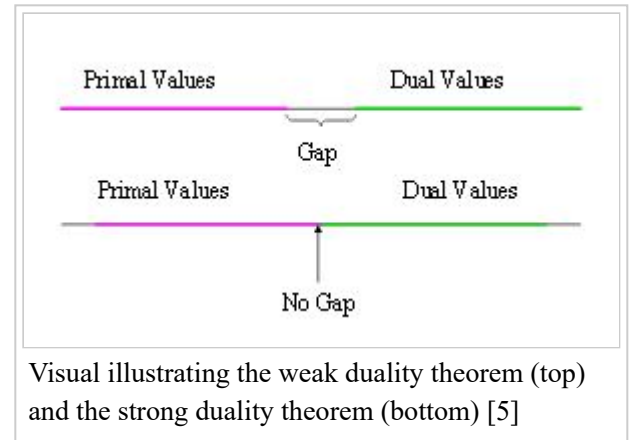 Primal Values Dual Values
Gap
Primal Values Dual Values
No Gap
Visual illustrating the weak duality theorem (top)
and the strong duality theorem (bottom) [5]